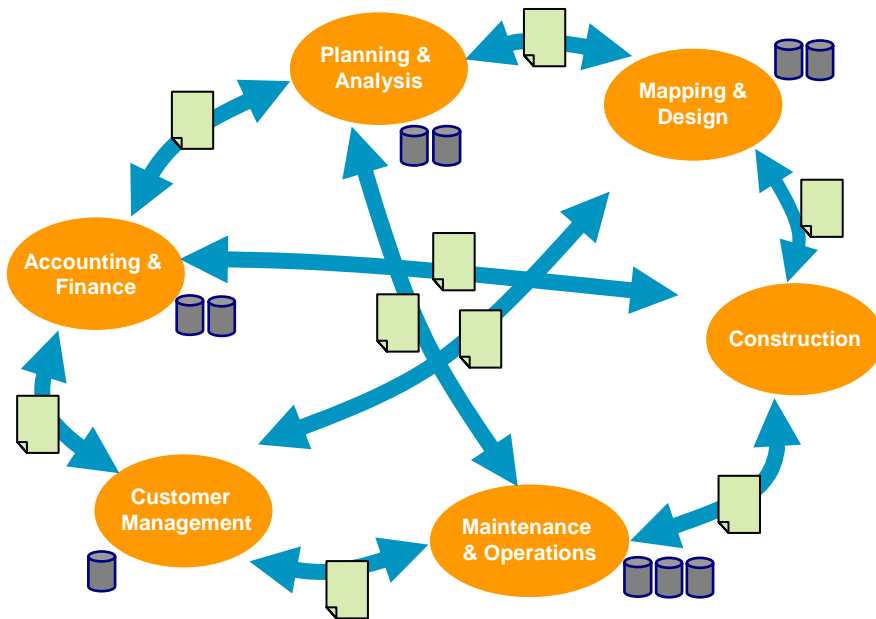 Planning &
Analysis
Mapping &
Design
Accounting &
Finance
Construction
Customer
Management
Maintenance
& Operations